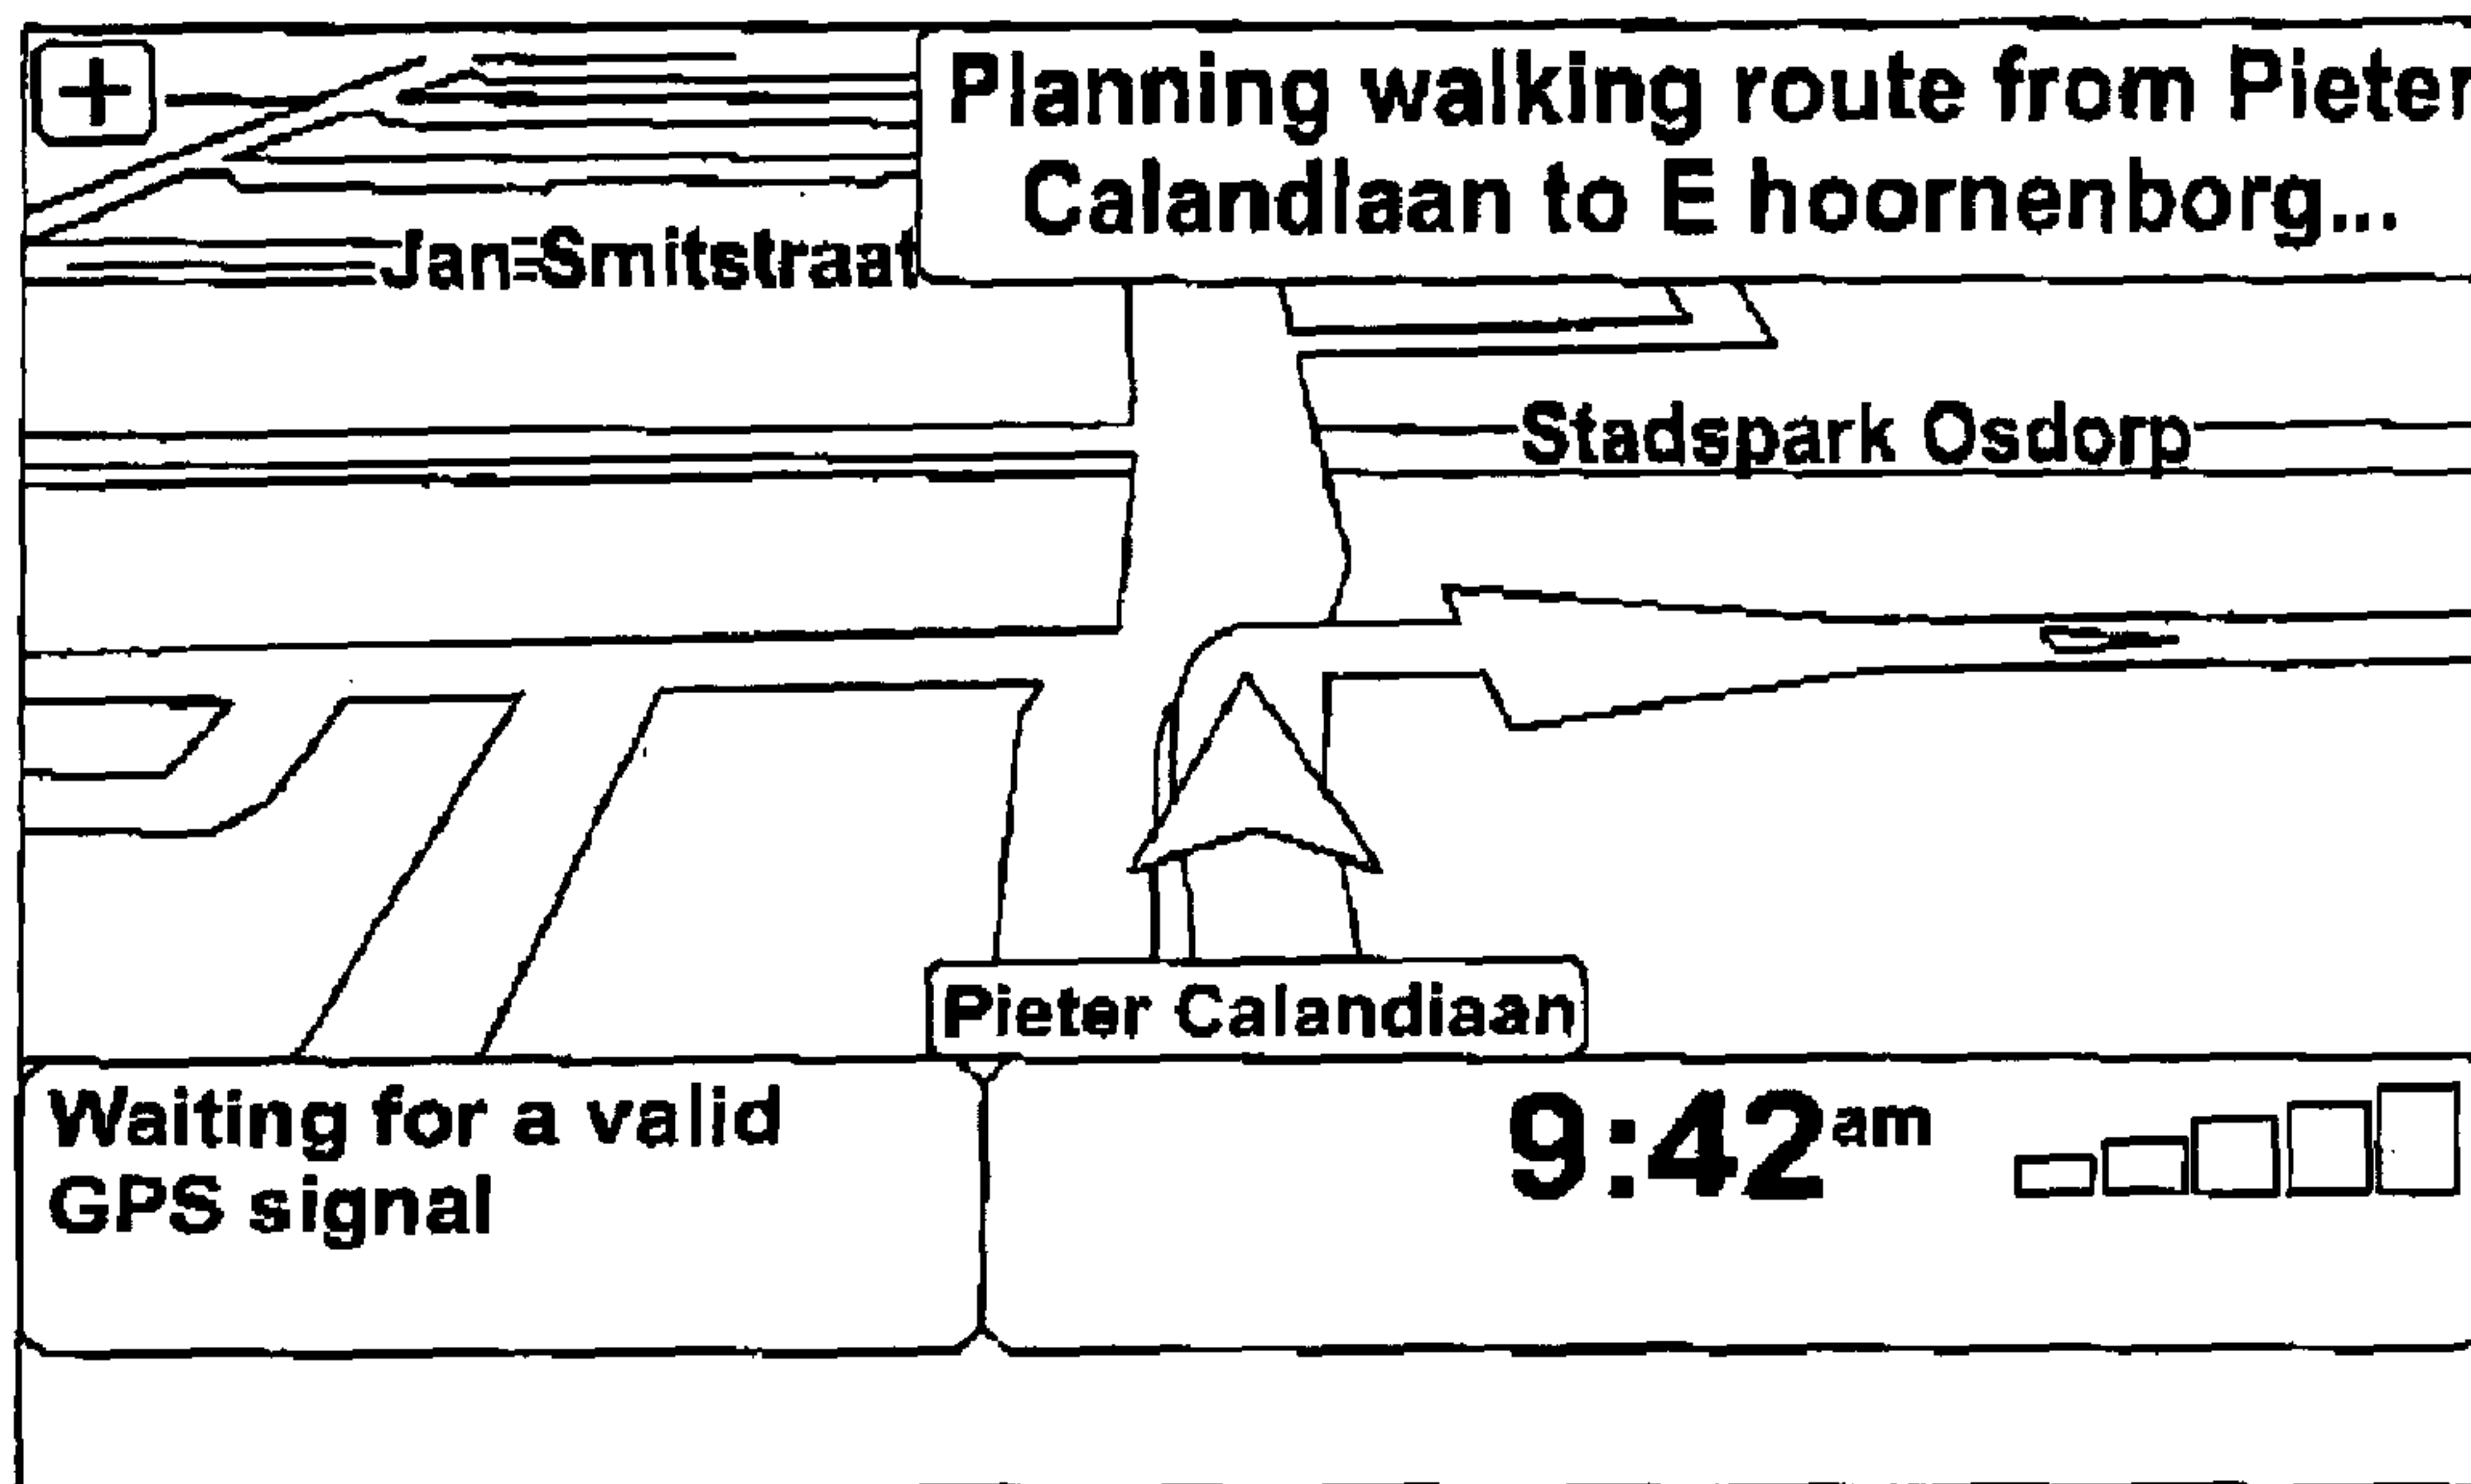 +
Planning walking route from Pieter
Calandlaan to E hoornenborg...
Jan Smitstraat
Stadspark Osdorp
Pieter Calandiaan
Waiting for a valid
GPS signal
9:42am